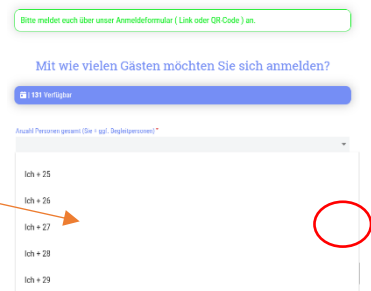 Bitte meldet euch über unser Anmeldeformular ( Link oder QR-Code ) an.
Mit wie vielen Gästen möchten Sie sich anmelden?
| 131 Verfügbar
Anzahl Personen gesamt (Sie + ggf. Begleitpersonen) *
Ich + 25
Ich + 26
Ich + 27
Ich + 28
Ich + 29